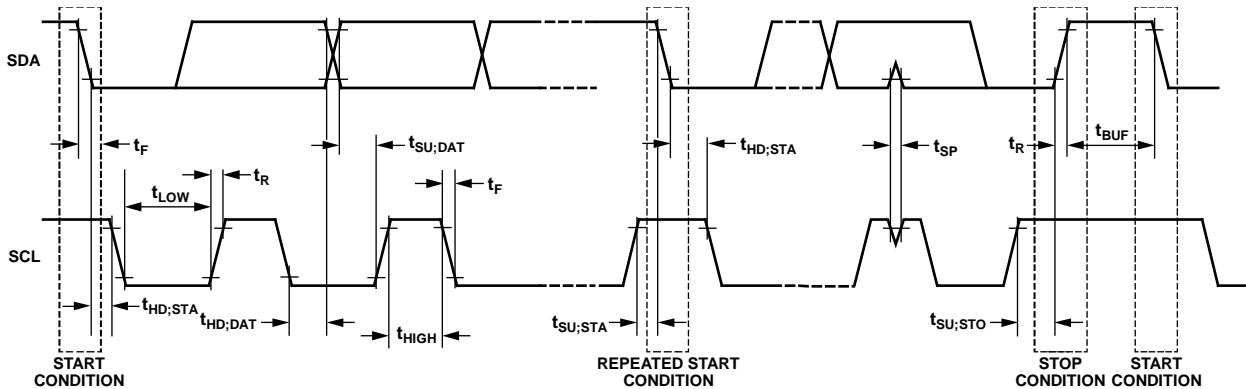 SDA
t_F
t_SU;DAT
t_HD;STA
t_SP
t_R
t_BUF
t_LOW
t_R
t_F
SCL
t_HD;STA
t_HD;DAT
t_HIGH
t_SU;STA
t_SU;STO
START
CONDITION
REPEATED START
CONDITION
STOP
CONDITION
START
CONDITION